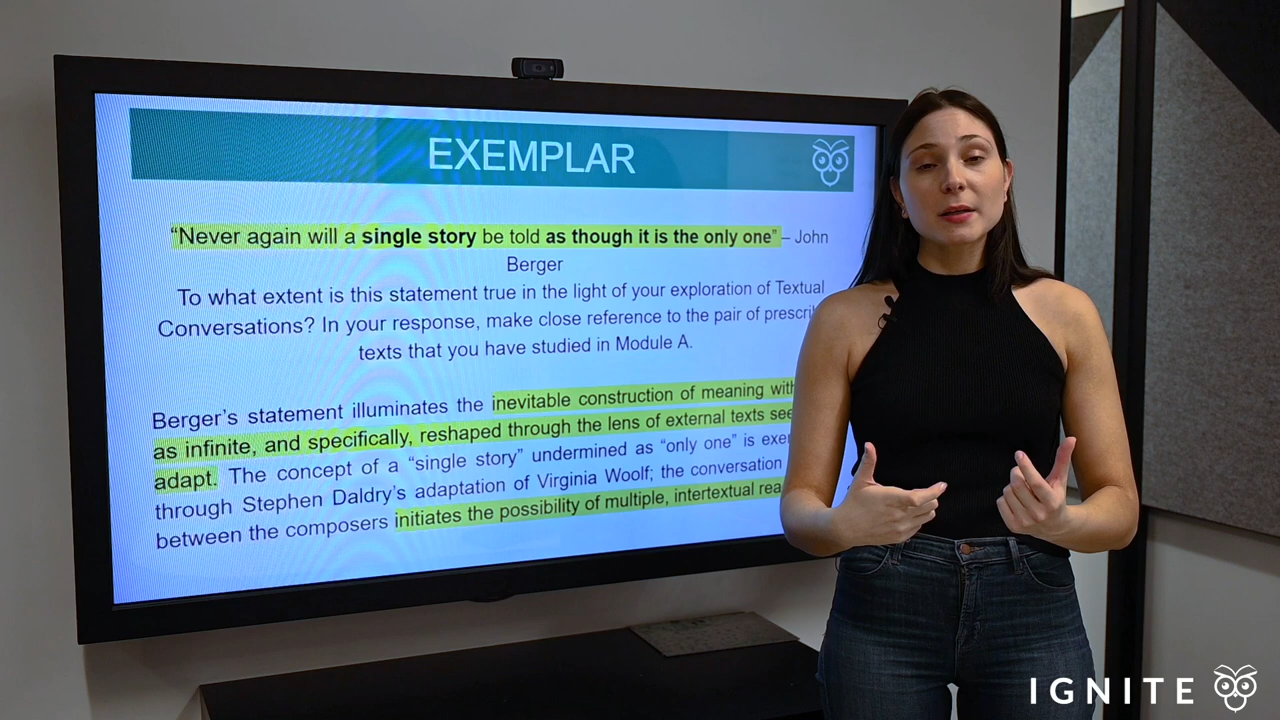 EXEMPLAR
“Never again will a single story be told as though it is the only one” – John
Berger
To what extent is this statement true in the light of your exploration of Textual
Conversations? In your response, make close reference to the pair of
texts that you have studied in Module A.
Berger’s statement illuminates the inevitable construction of meaning
as infinite, and specifically, reshaped through the lens of external texts
adapt. The concept of a “single story” undermined as “only one” is
through Stephen Daldry’s adaptation of Virginia Woolf; the conversation
between the composers initiates the possibility of multiple, intertextual
IGNITE